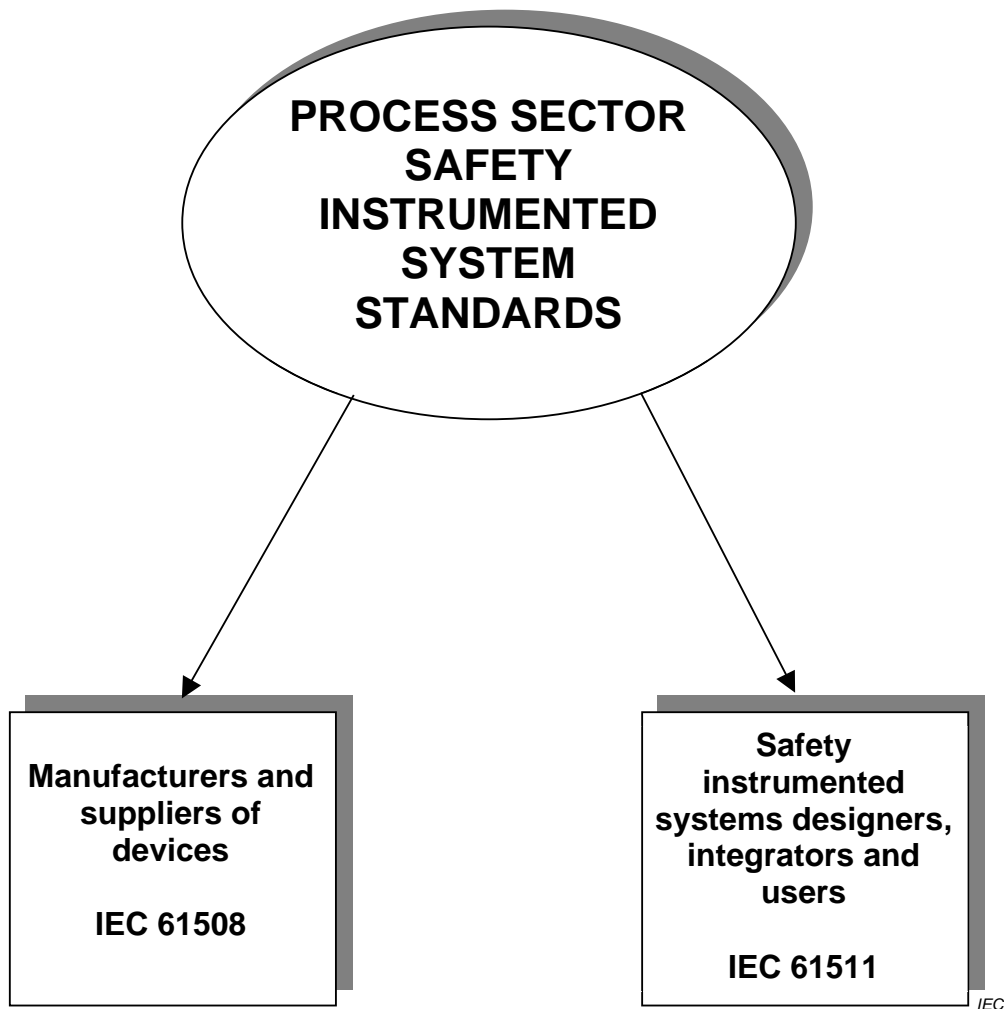 PROCESS SECTOR
SAFETY
INSTRUMENTED
SYSTEM
STANDARDS
Manufacturers and
suppliers of
devices
IEC 61508
Safety
instrumented
systems designers,
integrators and
users
IEC 61511
IEC